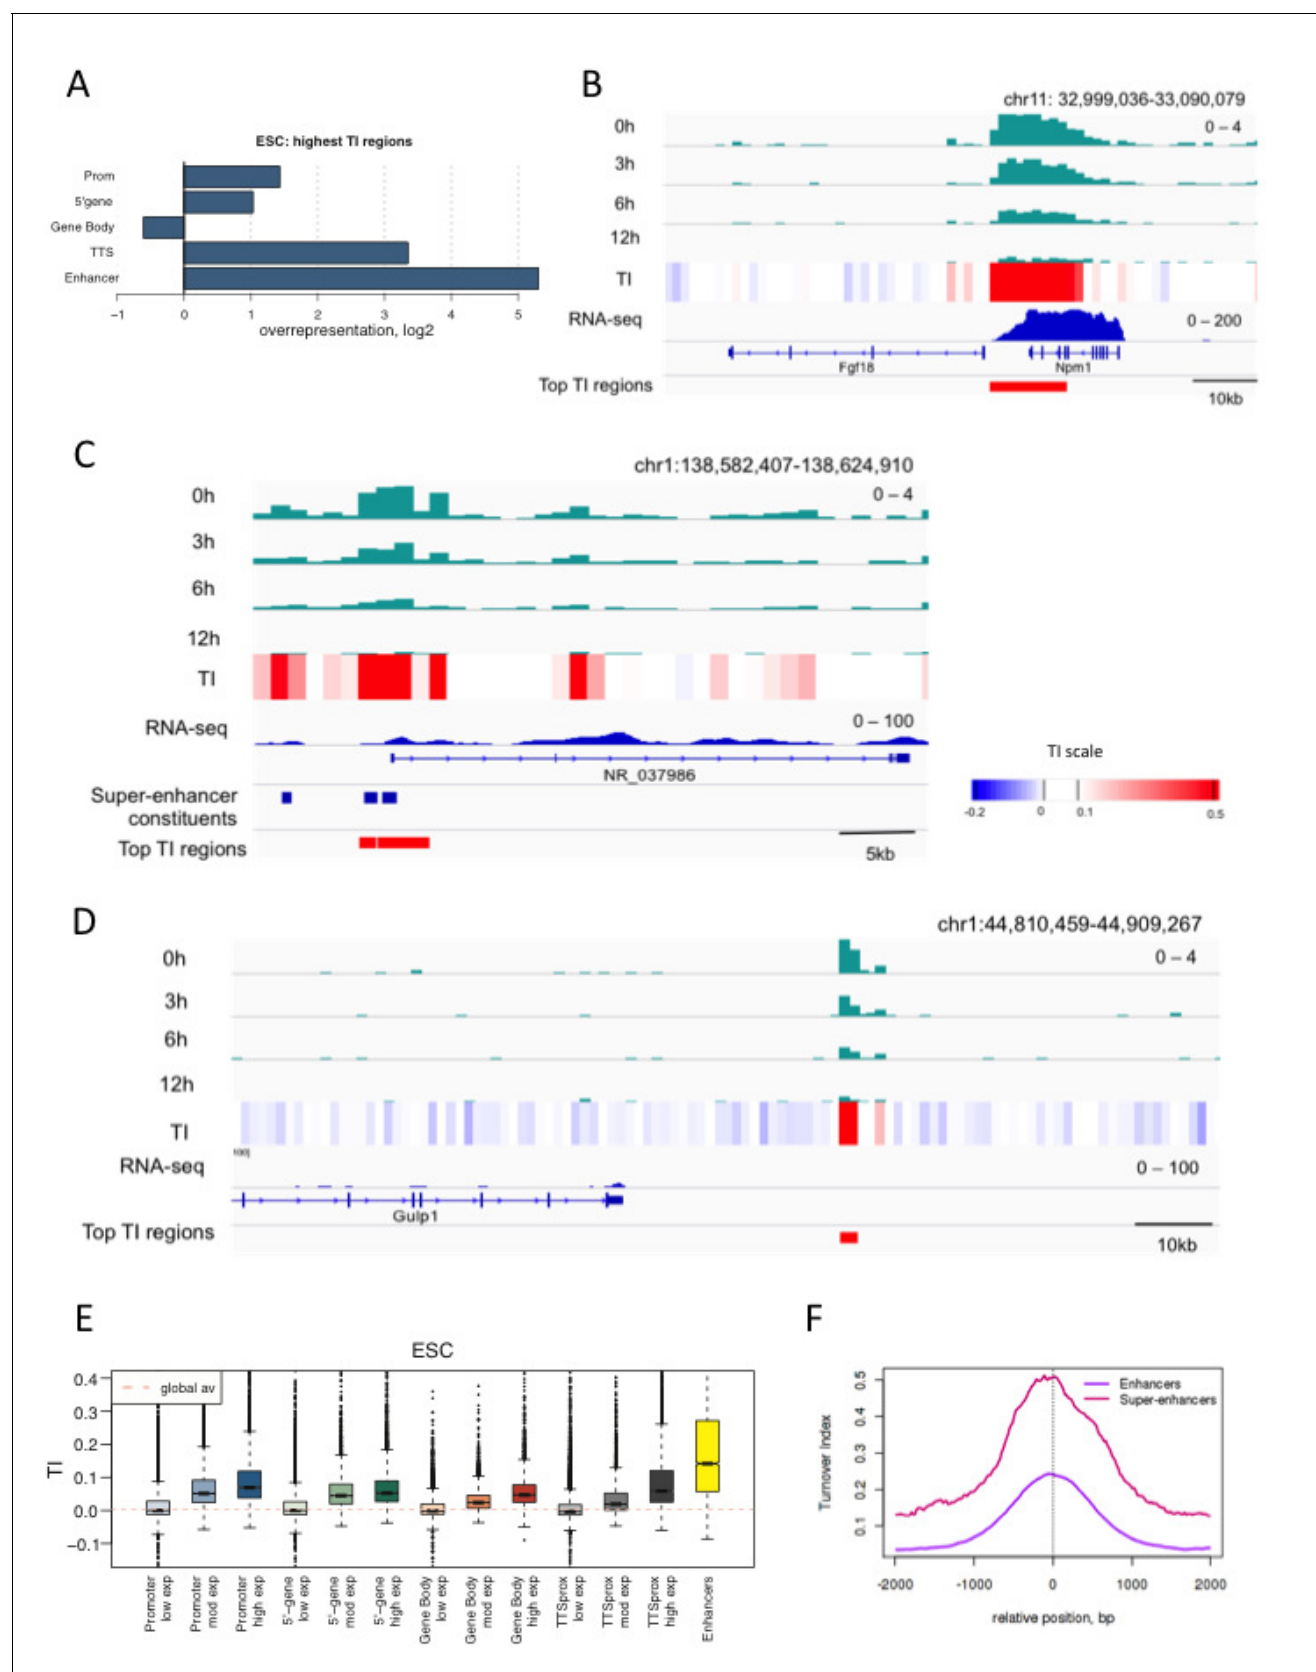 A
ESC: highest TI regions
Prom
5'gene
Gene Body
TTS
Enhancer
−1 0 1 2 3 4 5
overrepresentation, log2
B
chr11: 32,999,036-33,090,079
0h
0 – 4
3h
6h
12h
TI
RNA-seq
0 – 200
Fgf18
Npm1
Top TI regions
10kb
C
chr1:138,582,407-138,624,910
0h
0 – 4
3h
6h
12h
TI
RNA-seq
0 – 100
NR_037986
Super-enhancer
constituents
Top TI regions
5kb
TI scale
-0.2 0 0.1 0.5
D
chr1:44,810,459-44,909,267
0h
0 – 4
3h
6h
12h
TI
100]
RNA-seq
0 – 100
Gulp1
Top TI regions
10kb
E
ESC
TI
0.4
0.3
0.2
0.1
0.0
−0.1
global av
Promoter
low exp
Promoter
mod exp
Promoter
high exp
5'−gene
low exp
5'−gene
mod exp
5'−gene
high exp
Gene Body
low exp
Gene Body
mod exp
Gene Body
high exp
TTSprox
low exp
TTSprox
mod exp
TTSprox
high exp
Enhancers
F
Turnover Index
0.5
0.4
0.3
0.2
0.1
Enhancers
Super-enhancers
-2000 -1000 0 1000 2000
relative position, bp